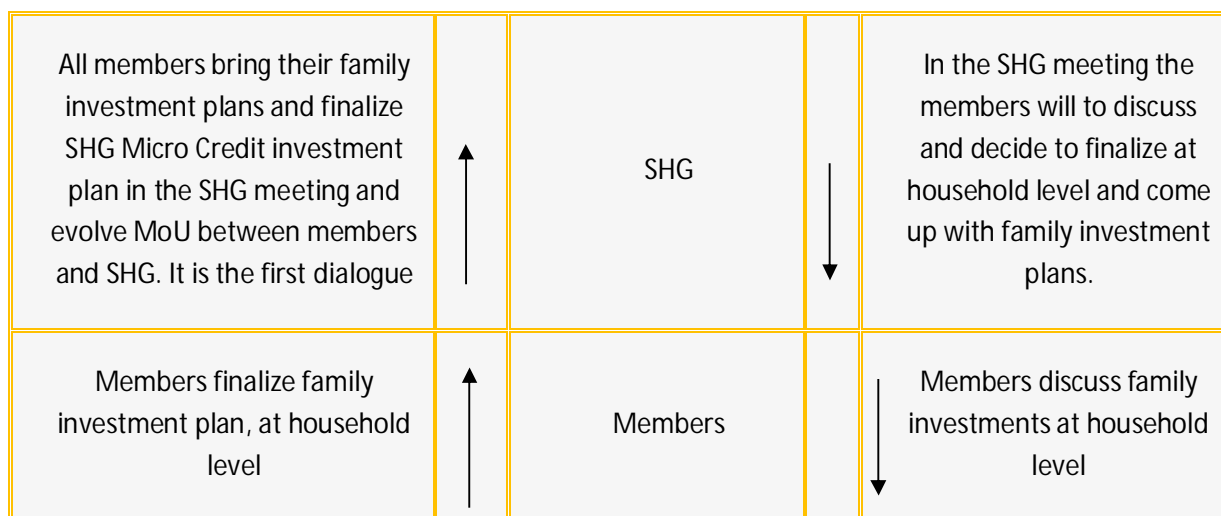 All members bring their family
investment plans and finalize
SHG Micro Credit investment
plan in the SHG meeting and
evolve MoU between members
and SHG. It is the first dialogue
SHG
In the SHG meeting the
members will to discuss
and decide to finalize at
household level and come
up with family investment
plans.
Members finalize family
investment plan, at household
level
Members
Members discuss family
investments at household
level